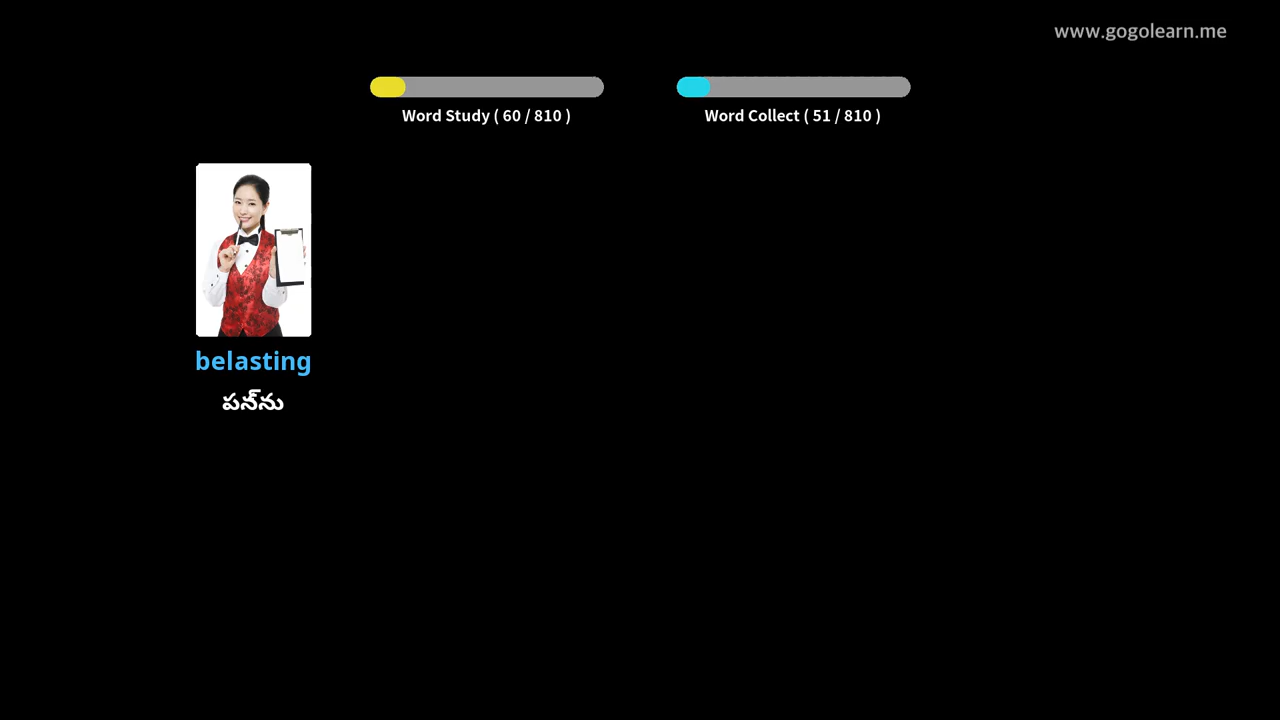 www.gogolearn.me
Word Study ( 60 / 810 )
Word Collect ( 51 / 810 )
belasting
పన్ను